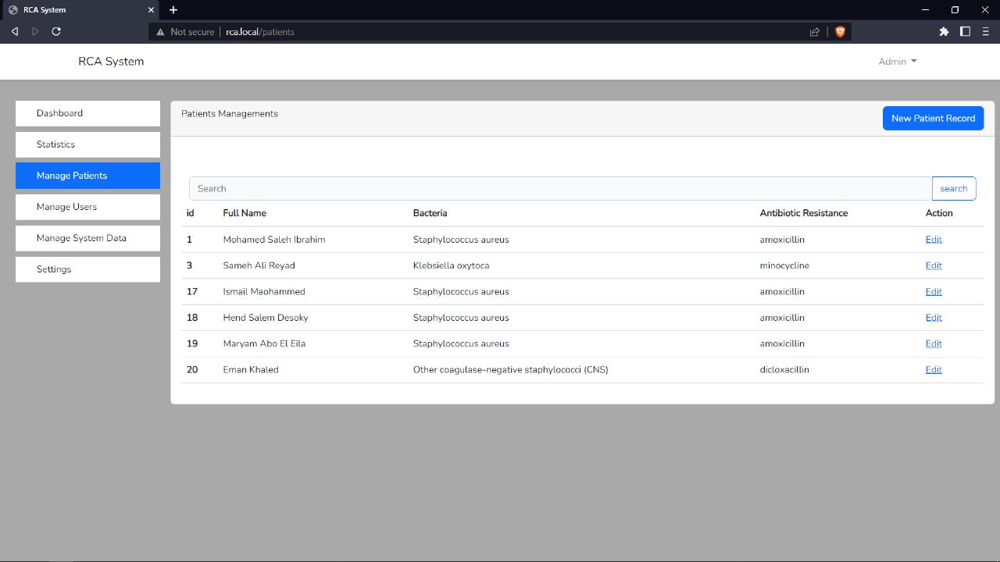 RCA System
Not secure rca.local/patients
RCA System Admin
Dashboard
Statistics
Manage Patients
Manage Users
Manage System Data
Settings
Patients Managements New Patient Record
Search search
id Full Name Bacteria Antibiotic Resistance Action
1 Mohamed Saleh Ibrahim Staphylococcus aureus amoxicillin Edit
3 Sameh Ali Reyad Klebsiella oxytoca minocycline Edit
17 Ismail Maohammed Staphylococcus aureus amoxicillin Edit
18 Hend Salem Desoky Staphylococcus aureus amoxicillin Edit
19 Maryam Abo El Eila Staphylococcus aureus amoxicillin Edit
20 Eman Khaled Other coagulase-negative staphylococci (CNS) dicloxacillin Edit